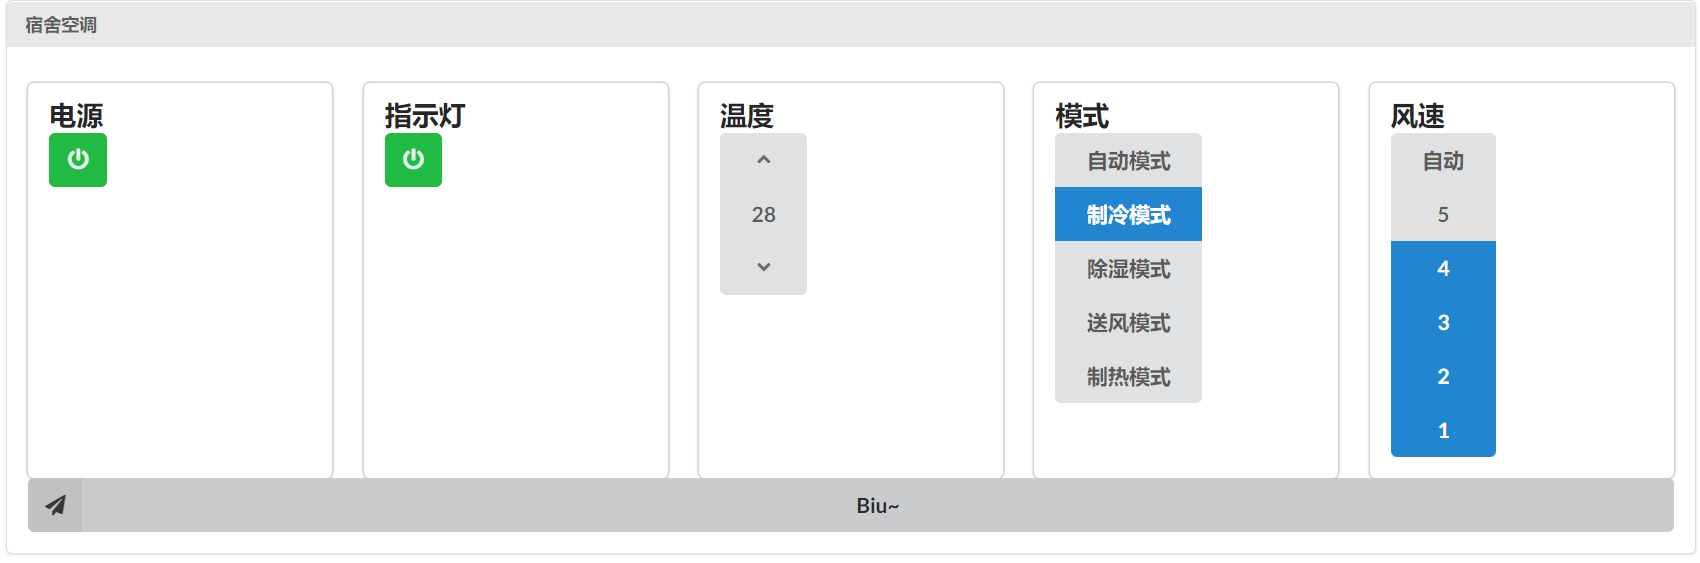 宿舍空调
电源
指示灯
温度
28
模式
自动模式
制冷模式
除湿模式
送风模式
制热模式
风速
自动
5
4
3
2
1
Biu~